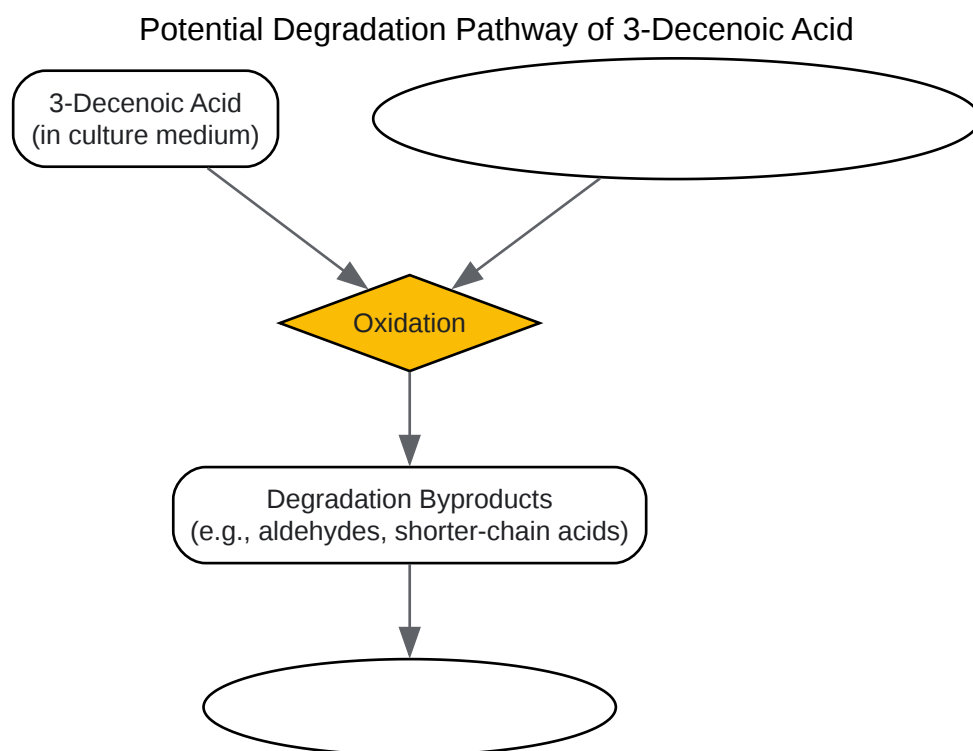 Potential Degradation Pathway of 3-Decenoic Acid
3-Decenoic Acid
(in culture medium)
Oxidation
Degradation Byproducts
(e.g., aldehydes, shorter-chain acids)